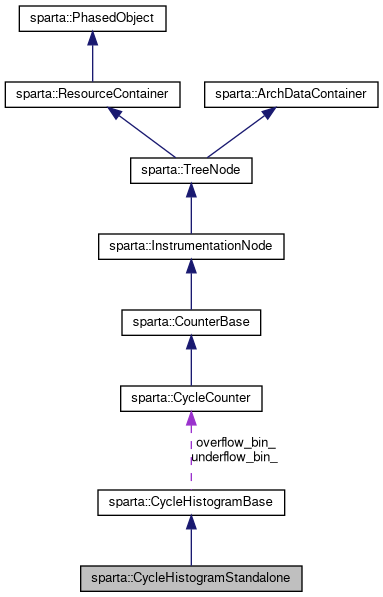 sparta::PhasedObject
sparta::ResourceContainer
sparta::ArchDataContainer
sparta::TreeNode
sparta::InstrumentationNode
sparta::CounterBase
sparta::CycleCounter
overflow_bin_
underflow_bin_
sparta::CycleHistogramBase
sparta::CycleHistogramStandalone